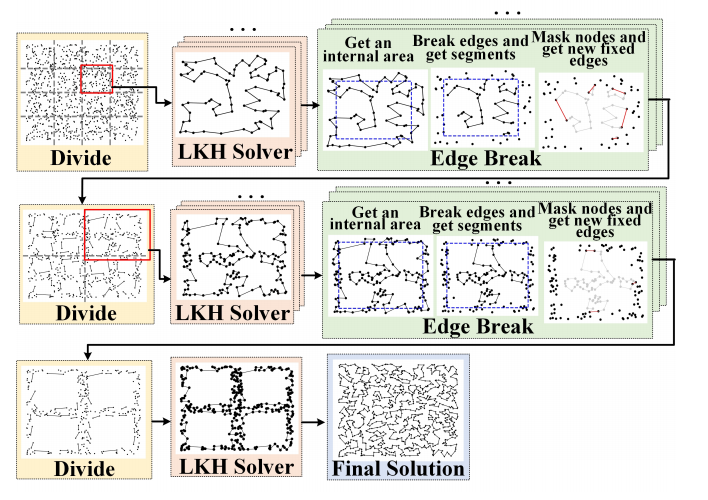 Divide
LKH Solver
Get an
internal area
Break edges and
get segments
Mask nodes and
get new fixed
edges
Edge Break
Divide
LKH Solver
Get an
internal area
Break edges and
get segments
Mask nodes and
get new fixed
edges
Edge Break
Divide
LKH Solver
Final Solution